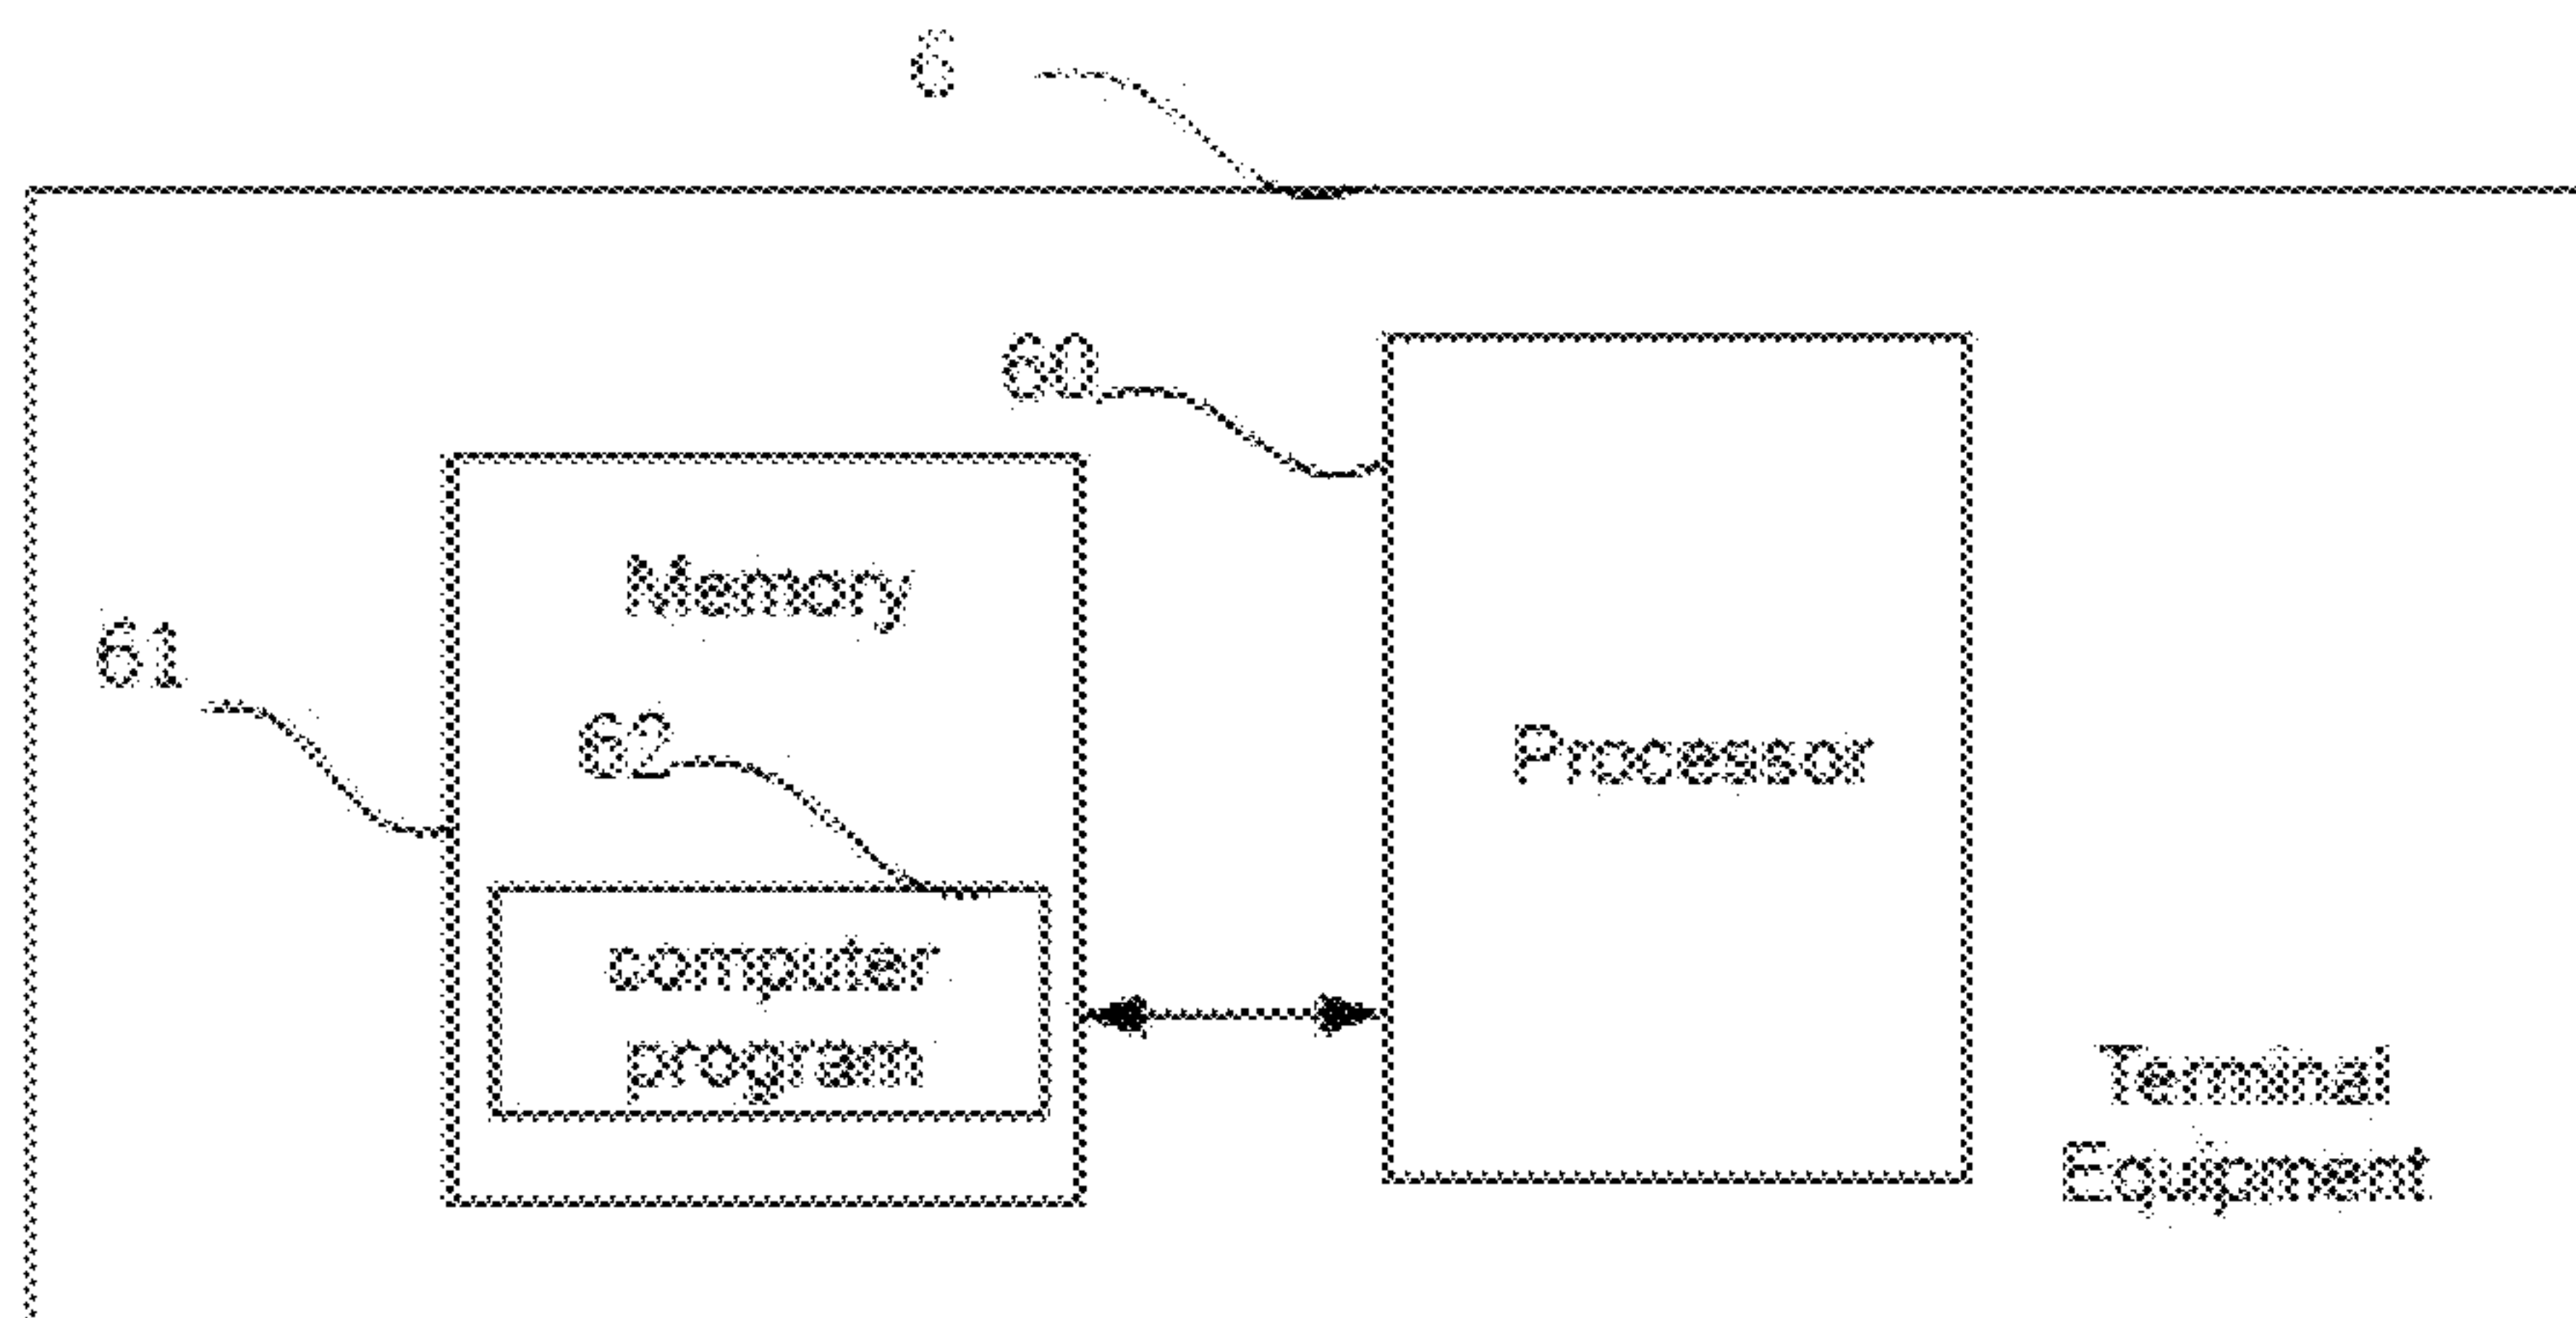 6
60
Memory
61
62
Processor
computer
program
Terminal
Equipment